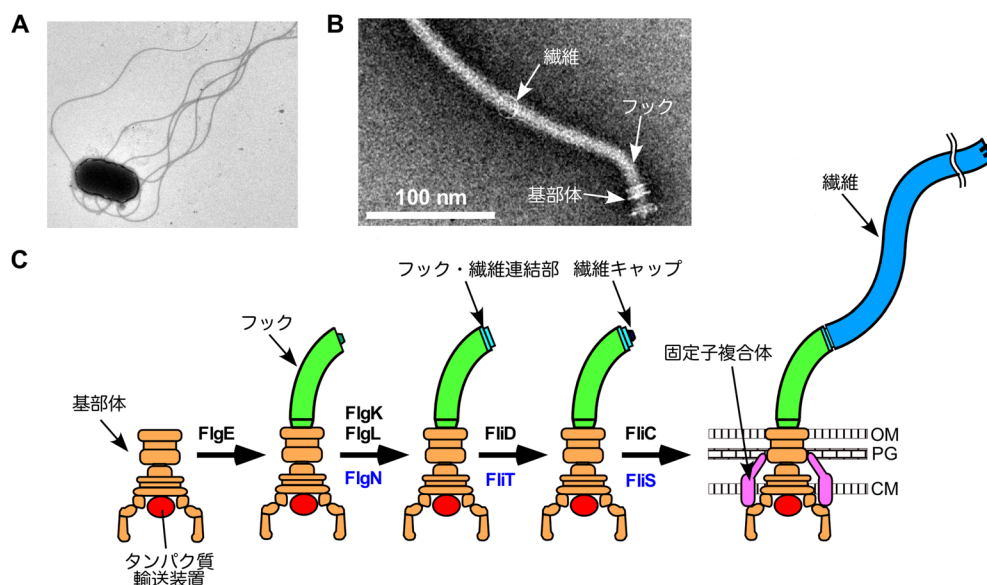 A
B
繊維
フック
100 nm
基部体
繊維
C
フック・繊維連結部
繊維キャップ
フック
固定子複合体
基部体
FlgE
FlgK
FlgL
FlgN
FliD
FliT
FliC
FliS
OM
PG
CM
タンパク質
輸送装置